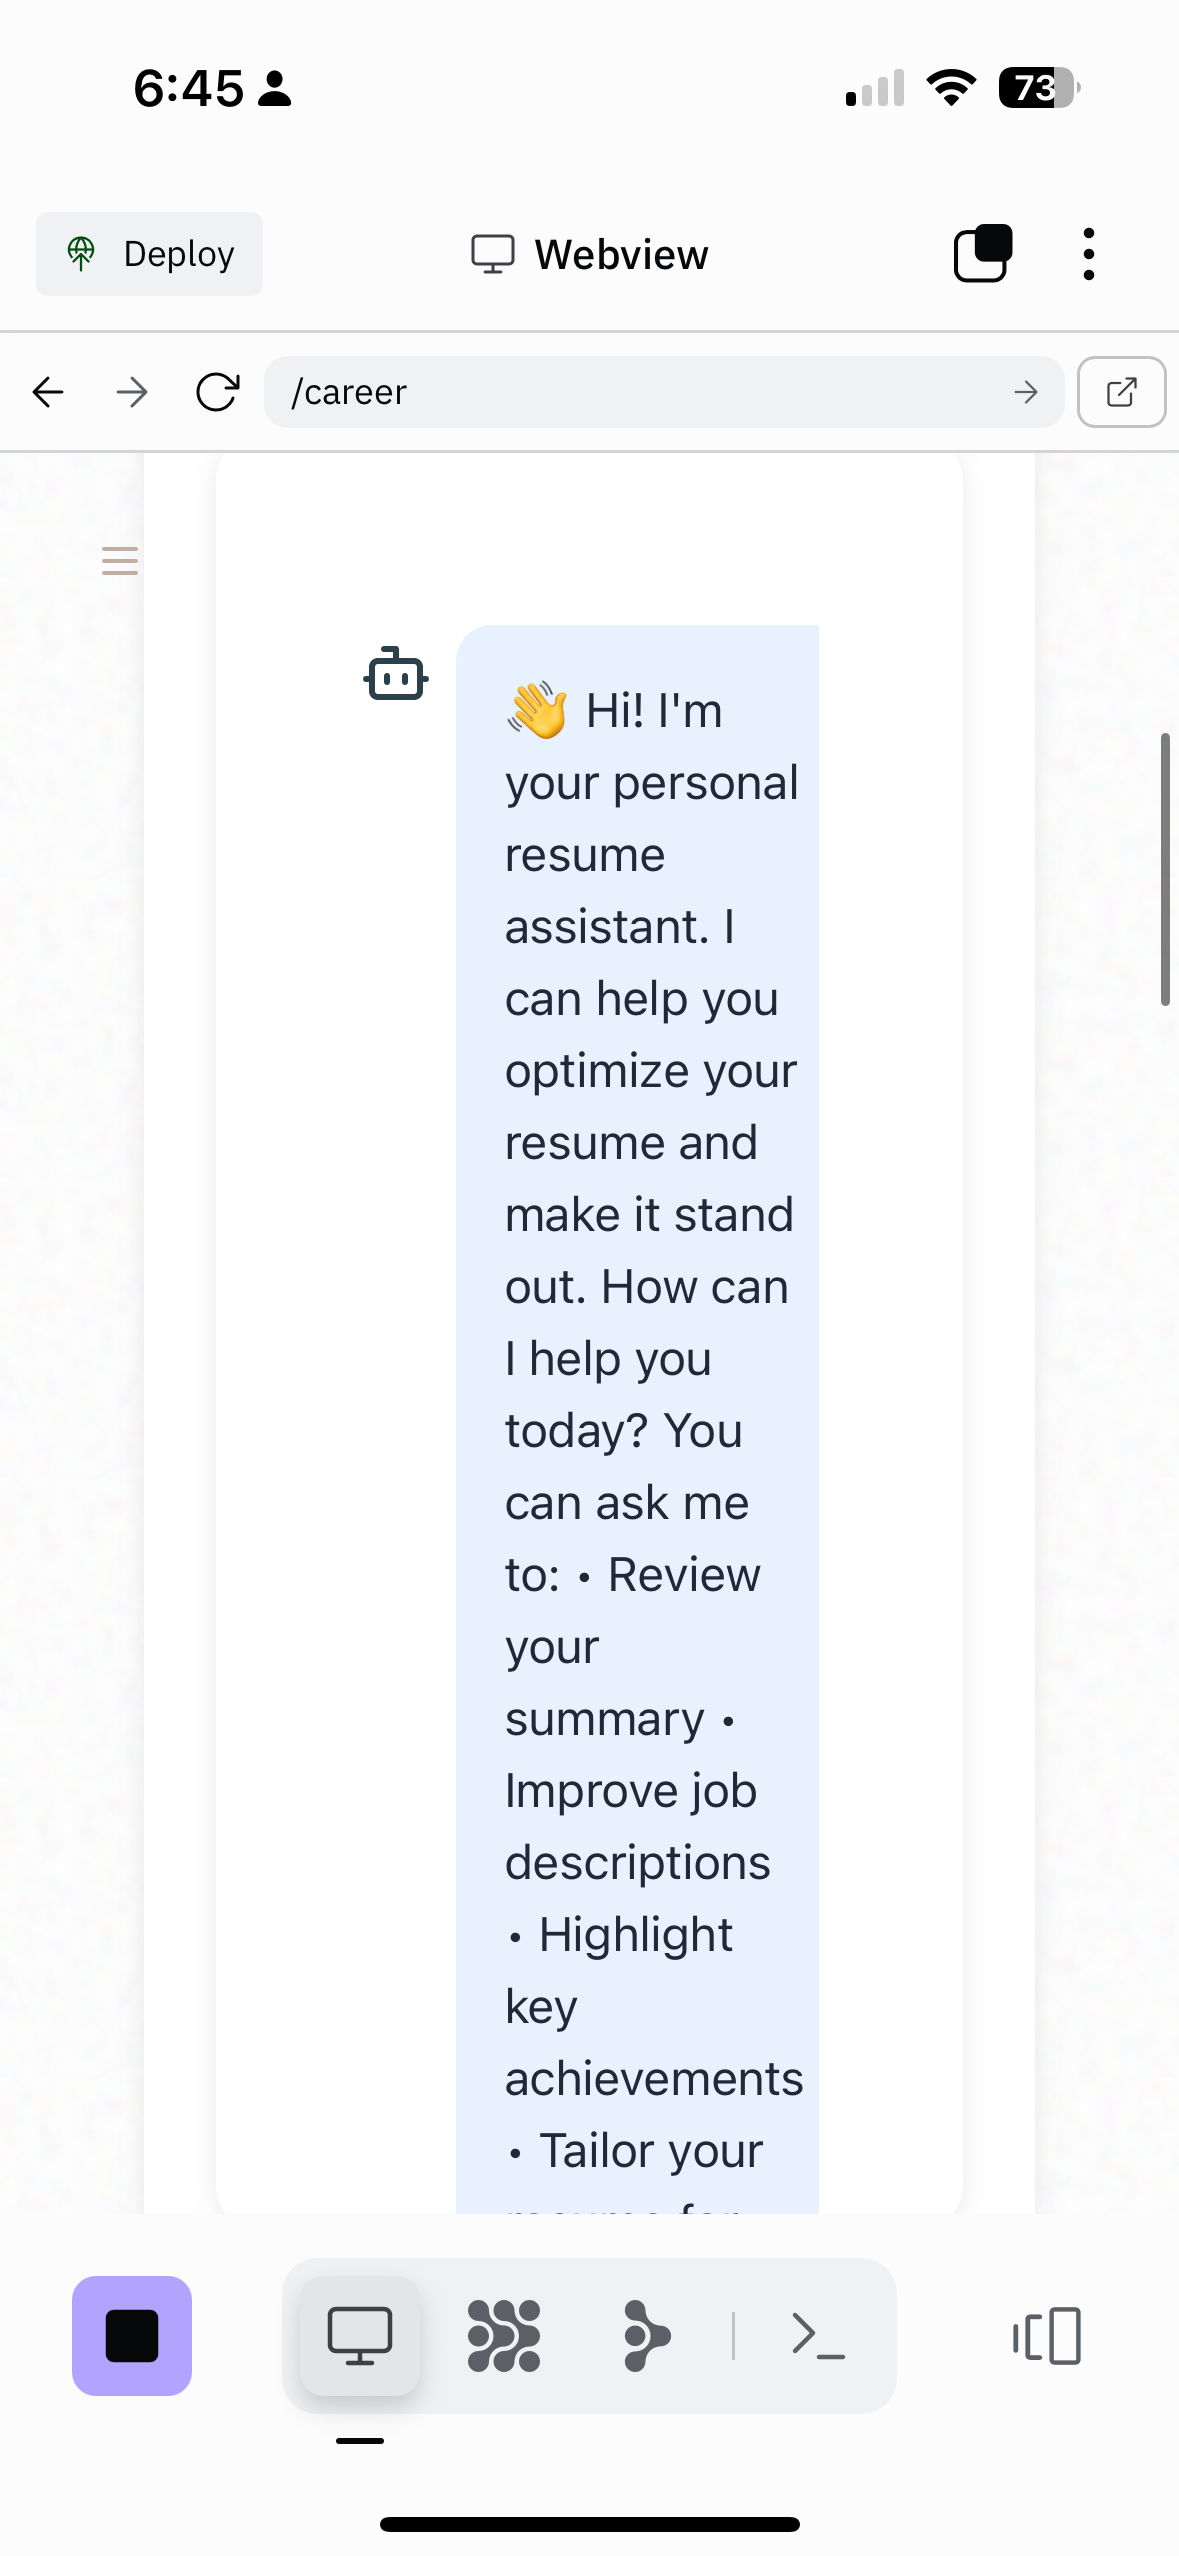 6:45
73
Deploy
Webview
/career
👋 Hi! I'm
your personal
resume
assistant. I
can help you
optimize your
resume and
make it stand
out. How can
I help you
today? You
can ask me
to: • Review
your
summary •
Improve job
descriptions
• Highlight
key
achievements
• Tailor your
resume for